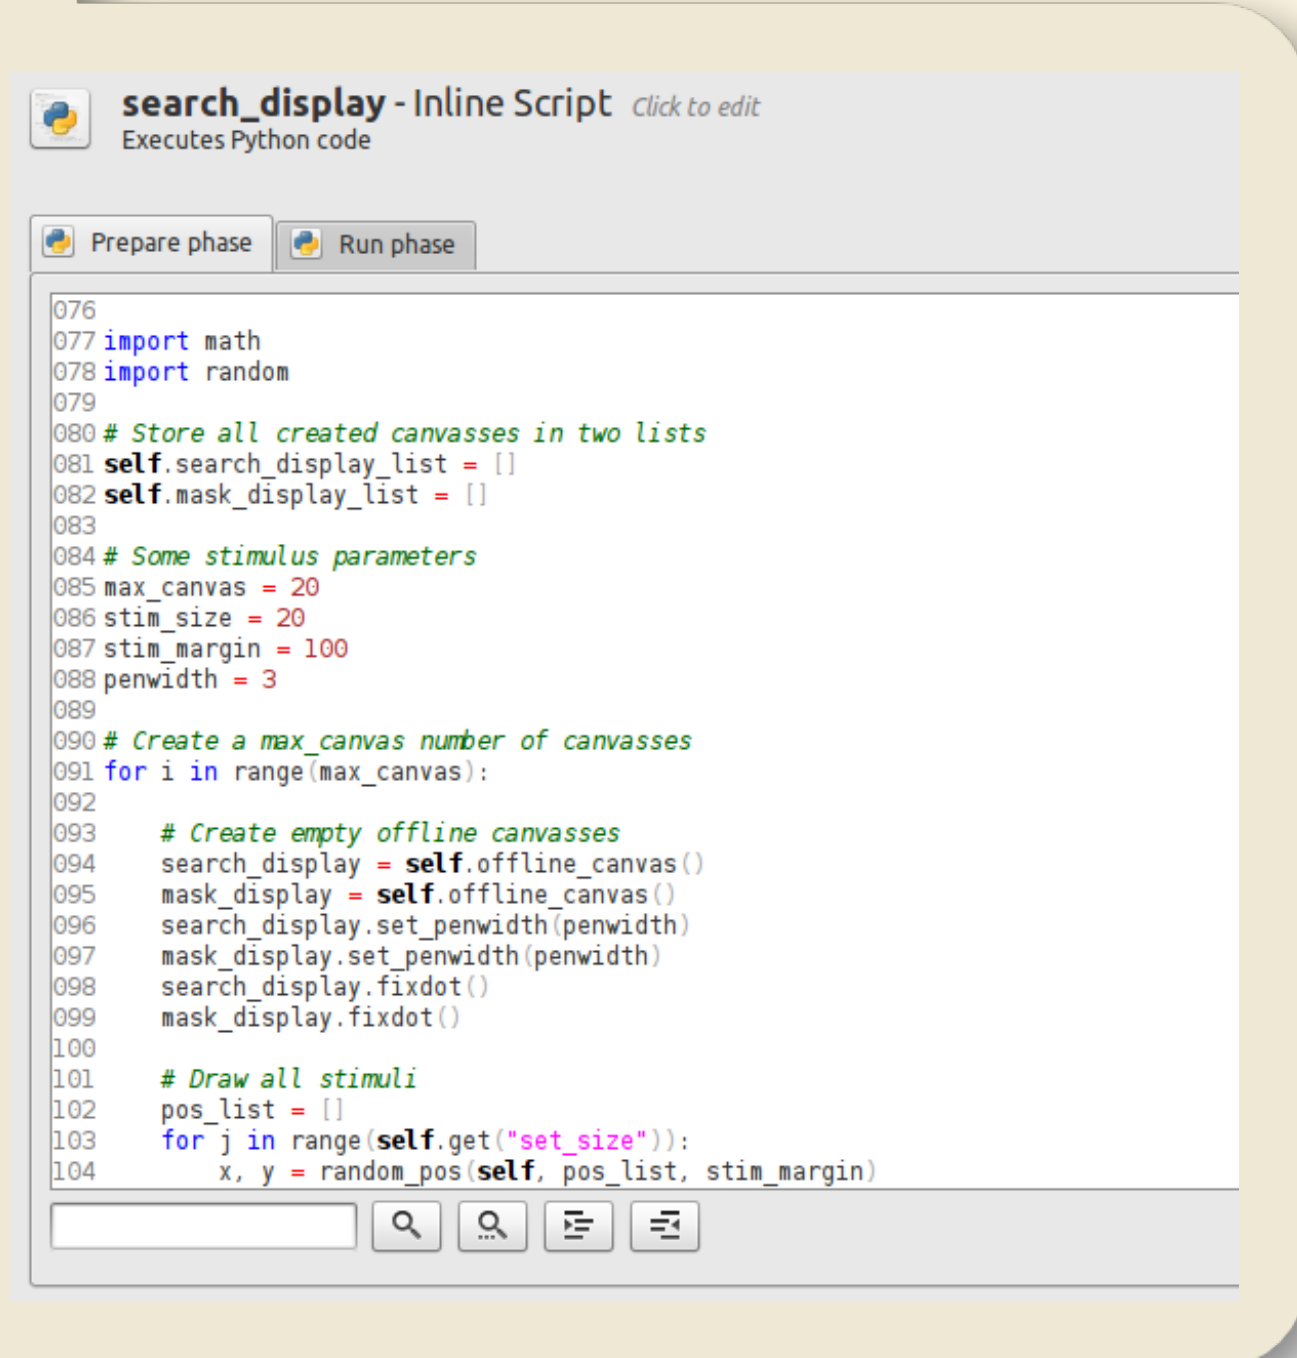 search_display - Inline Script Click to edit
Executes Python code
Prepare phase Run phase
076
077 import math
078 import random
079
080 # Store all created canvasses in two lists
081 self.search_display_list = []
082 self.mask_display_list = []
083
084 # Some stimulus parameters
085 max_canvas = 20
086 stim_size = 20
087 stim_margin = 100
088 penwidth = 3
089
090 # Create a max_canvas number of canvasses
091 for i in range(max_canvas):
092
093     # Create empty offline canvasses
094     search_display = self.offline_canvas()
095     mask_display = self.offline_canvas()
096     search_display.set_penwidth(penwidth)
097     mask_display.set_penwidth(penwidth)
098     search_display.fixdot()
099     mask_display.fixdot()
100
101     # Draw all stimuli
102     pos_list = []
103     for j in range(self.get("set_size")):
104         x, y = random_pos(self, pos_list, stim_margin)